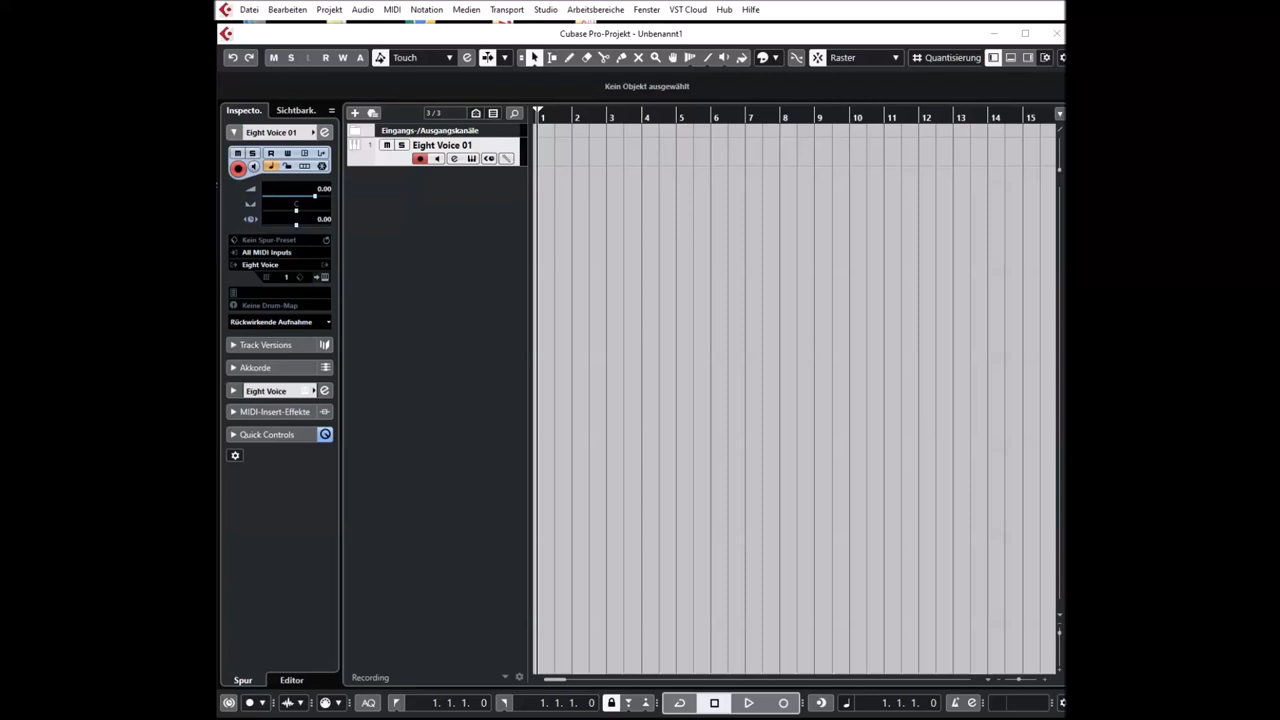 Datei Bearbeiten Projekt Audio MIDI Notation Medien Transport Studio Arbeitsbereiche Fenster VST Cloud Hub Hilfe
Cubase Pro-Projekt - Unbenannt1
M S L R W A Touch Raster Quantisierung
Kein Objekt ausgewählt
Inspecto. Sichtbark. 3 / 3 1 2 3 4 5 6 7 8 9 10 11 12 13 14 15
Eingangs-/Ausgangskanäle
Eight Voice 01 1 M S Eight Voice 01
M S R W
0.00
C
0.00
Kein Spur-Preset
All MIDI Inputs
Eight Voice
1
Keine Drum-Map
Rückwirkende Aufnahme
Track Versions
Akkorde
Eight Voice
MIDI-Insert-Effekte
Quick Controls
Recording
Spur Editor
AQ 1. 1. 1. 0 1. 1. 1. 0 1. 1. 1. 0